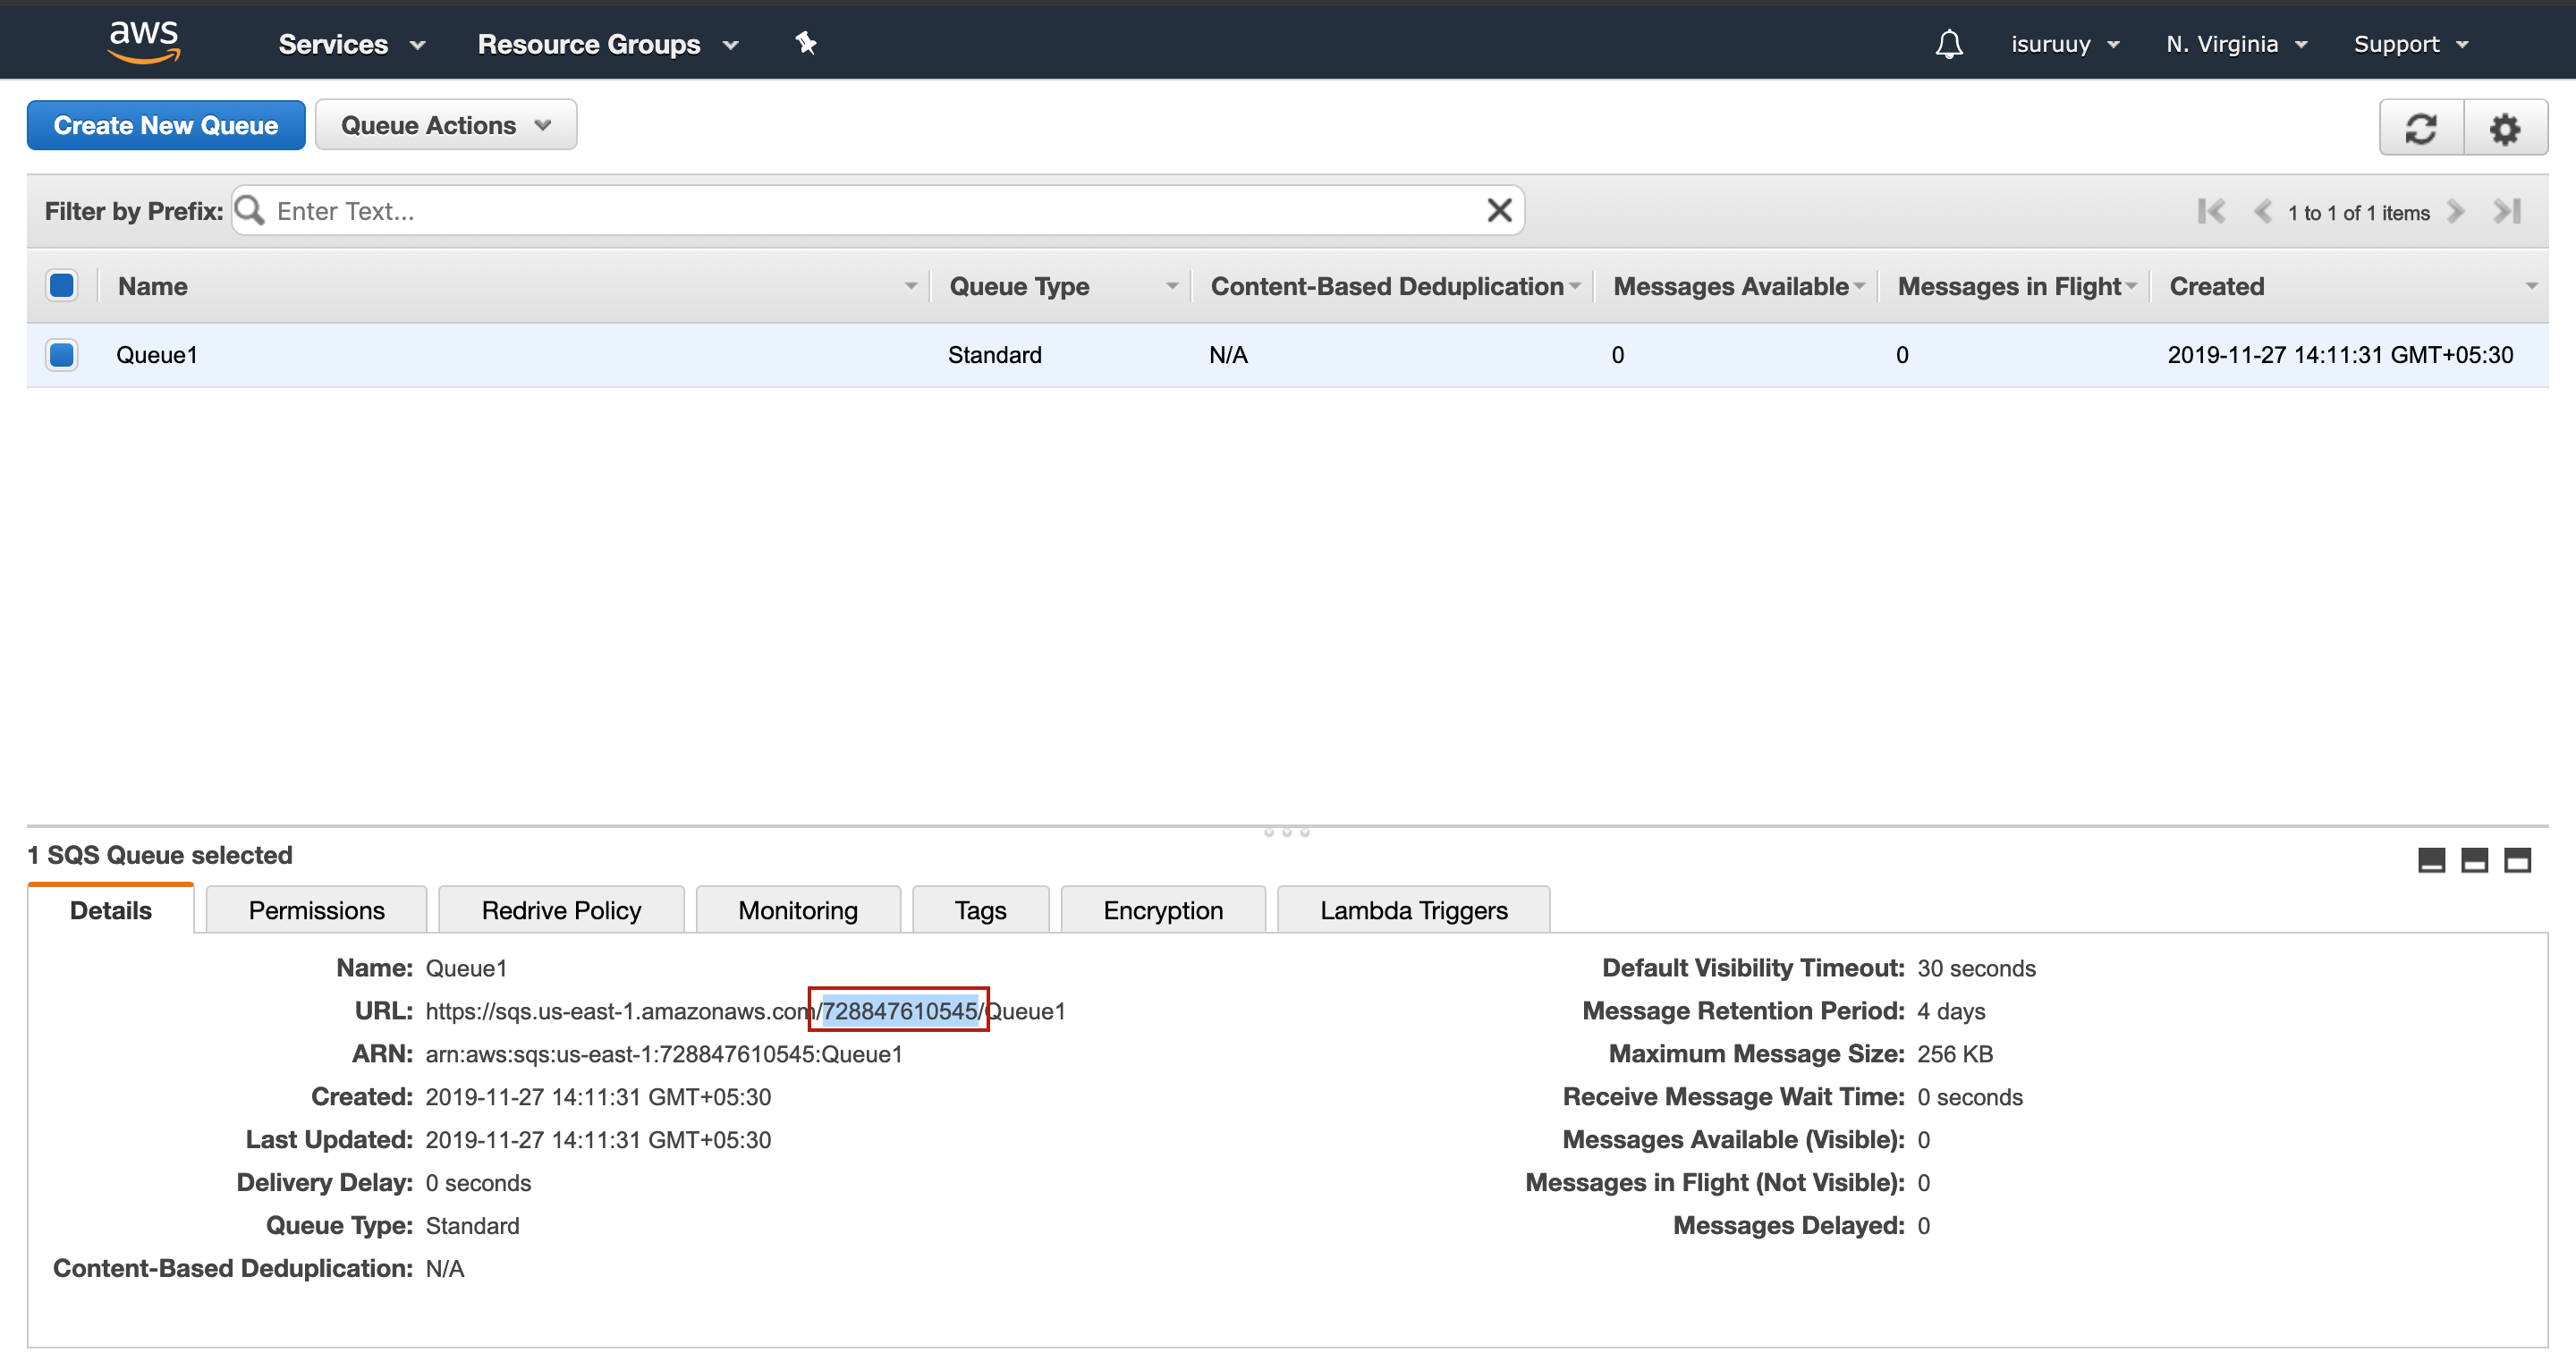 aws Services Resource Groups isuruuy N. Virginia Support
Create New Queue Queue Actions
Filter by Prefix: Enter Text... 1 to 1 of 1 items
Name Queue Type Content-Based Deduplication Messages Available Messages in Flight Created
Queue1 Standard N/A 0 0 2019-11-27 14:11:31 GMT+05:30
1 SQS Queue selected
Details Permissions Redrive Policy Monitoring Tags Encryption Lambda Triggers
Name: Queue1
URL: https://sqs.us-east-1.amazonaws.com/728847610545/Queue1
ARN: arn:aws:sqs:us-east-1:728847610545:Queue1
Created: 2019-11-27 14:11:31 GMT+05:30
Last Updated: 2019-11-27 14:11:31 GMT+05:30
Delivery Delay: 0 seconds
Queue Type: Standard
Content-Based Deduplication: N/A
Default Visibility Timeout: 30 seconds
Message Retention Period: 4 days
Maximum Message Size: 256 KB
Receive Message Wait Time: 0 seconds
Messages Available (Visible): 0
Messages in Flight (Not Visible): 0
Messages Delayed: 0